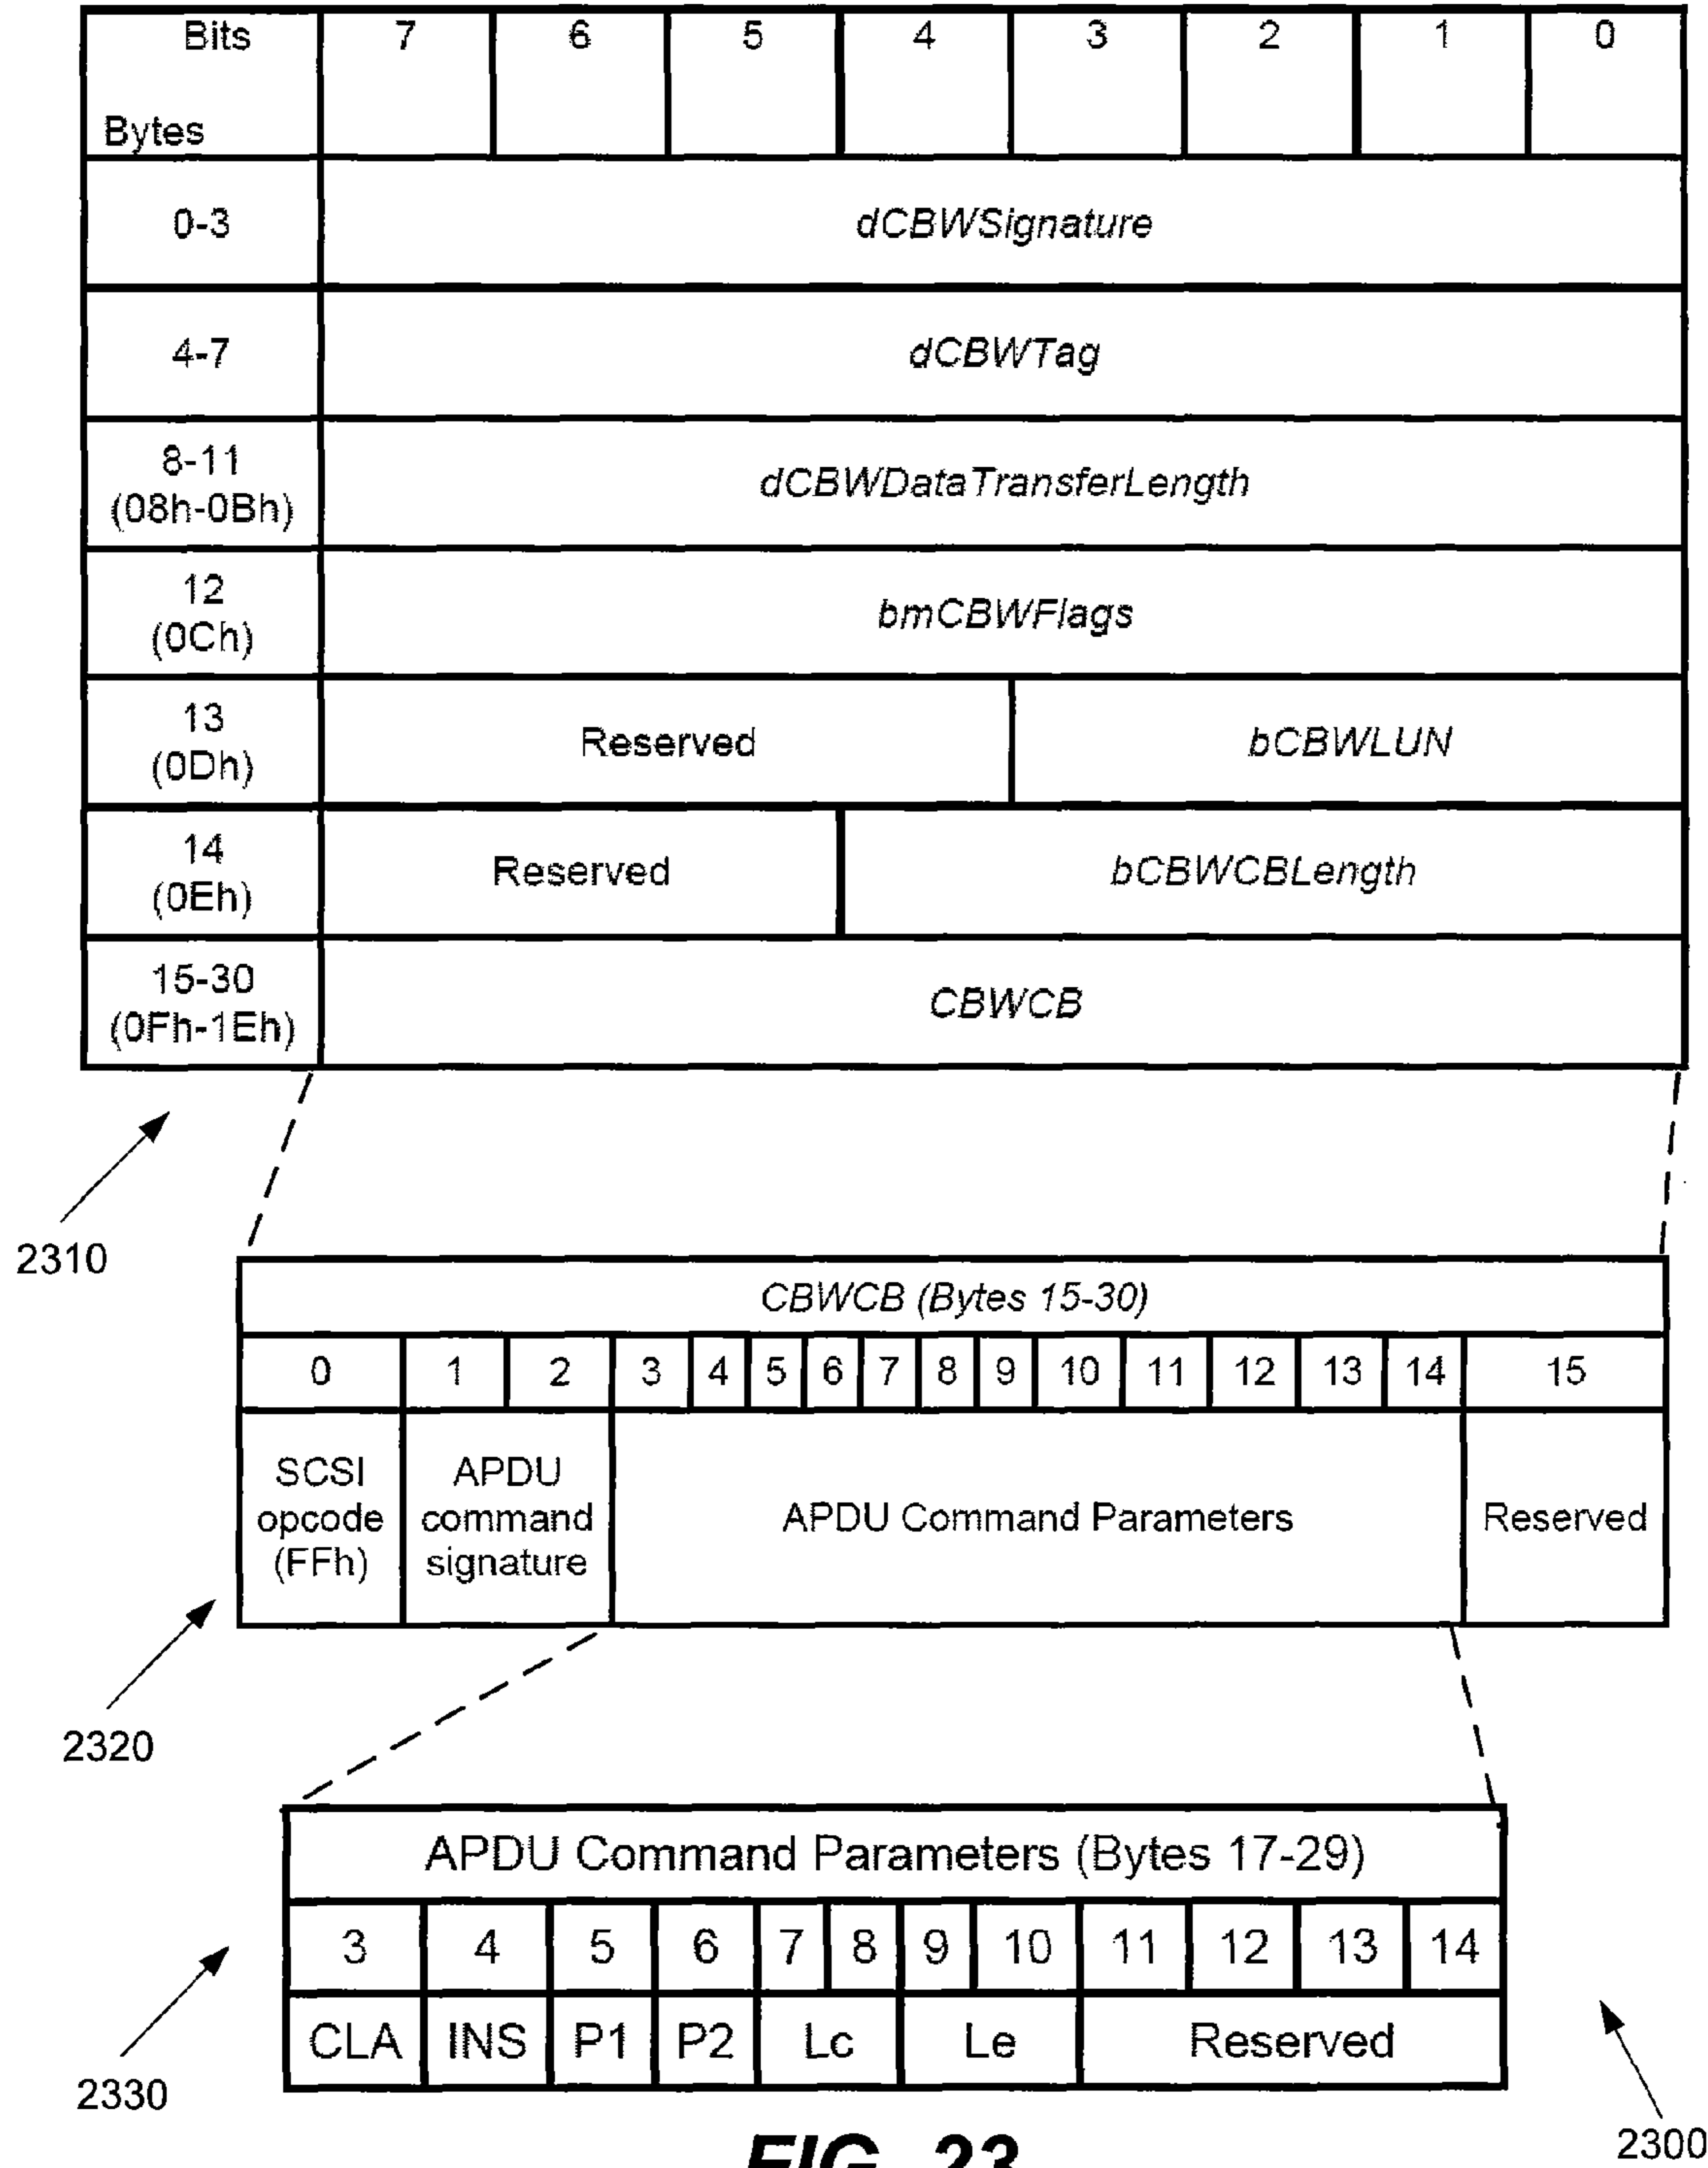 Bits 7 6 5 4 3 2 1 0
Bytes
0-3 dCBWSignature
4-7 dCBWTag
8-11
(08h-0Bh) dCBWDataTransferLength
12
(0Ch) bmCBWFlags
13
(0Dh) Reserved bCBWLUN
14
(0Eh) Reserved bCBWCBLength
15-30
(0Fh-1Eh) CBWCB
2310
CBWCB (Bytes 15-30)
0 1 2 3 4 5 6 7 8 9 10 11 12 13 14 15
SCSI
opcode
(FFh)
APDU
command
signature
APDU Command Parameters
Reserved
2320
APDU Command Parameters (Bytes 17-29)
3 4 5 6 7 8 9 10 11 12 13 14
CLA INS P1 P2 Lc Le Reserved
2330
2300
FIG. 23